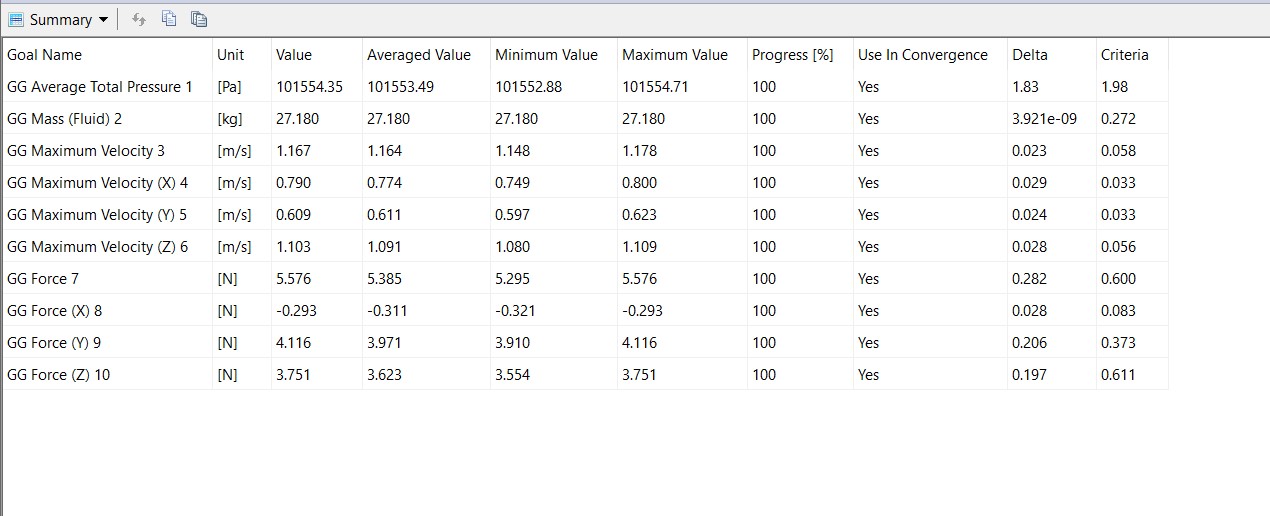 Summary
Goal Name Unit Value Averaged Value Minimum Value Maximum Value Progress [%] Use In Convergence Delta Criteria
GG Average Total Pressure 1 [Pa] 101554.35 101553.49 101552.88 101554.71 100 Yes 1.83 1.98
GG Mass (Fluid) 2 [kg] 27.180 27.180 27.180 27.180 100 Yes 3.921e-09 0.272
GG Maximum Velocity 3 [m/s] 1.167 1.164 1.148 1.178 100 Yes 0.023 0.058
GG Maximum Velocity (X) 4 [m/s] 0.790 0.774 0.749 0.800 100 Yes 0.029 0.033
GG Maximum Velocity (Y) 5 [m/s] 0.609 0.611 0.597 0.623 100 Yes 0.024 0.033
GG Maximum Velocity (Z) 6 [m/s] 1.103 1.091 1.080 1.109 100 Yes 0.028 0.056
GG Force 7 [N] 5.576 5.385 5.295 5.576 100 Yes 0.282 0.600
GG Force (X) 8 [N] -0.293 -0.311 -0.321 -0.293 100 Yes 0.028 0.083
GG Force (Y) 9 [N] 4.116 3.971 3.910 4.116 100 Yes 0.206 0.373
GG Force (Z) 10 [N] 3.751 3.623 3.554 3.751 100 Yes 0.197 0.611